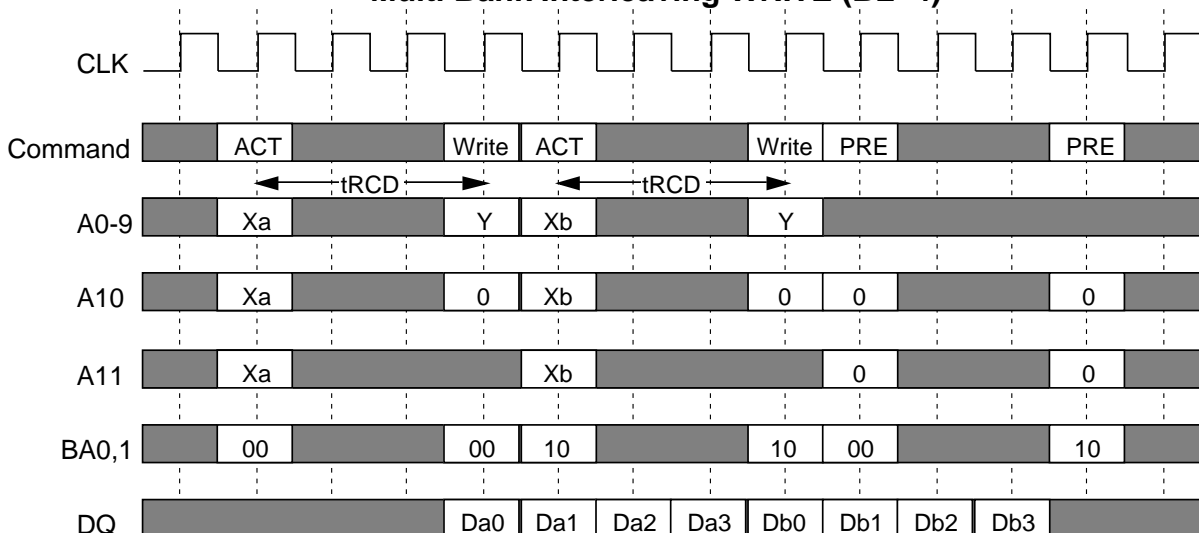 Multi Bank Interleaving WRITE (BL=4)
CLK
Command ACT Write ACT Write PRE PRE
tRCD tRCD
A0-9 Xa Y Xb Y
A10 Xa 0 Xb 0 0 0
A11 Xa Xb 0 0
BA0,1 00 00 10 10 00 10
DQ Da0 Da1 Da2 Da3 Db0 Db1 Db2 Db3